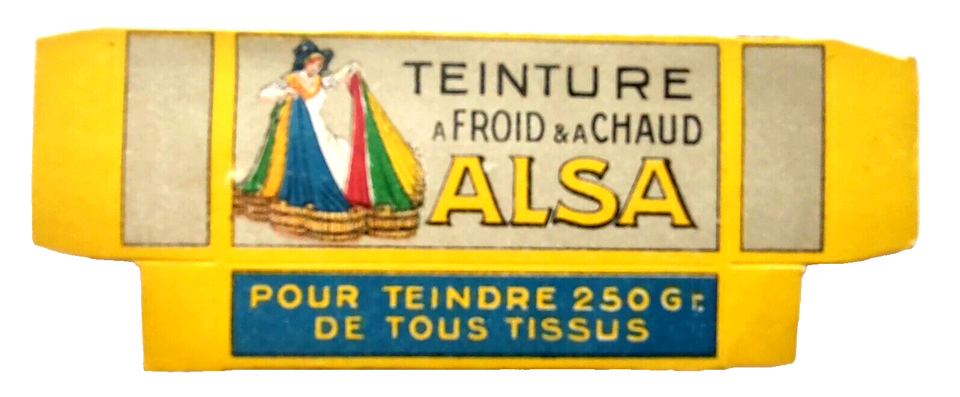 TEINTURE
A FROID & A CHAUD
ALSA
POUR TEINDRE 250 Gr.
DE TOUS TISSUS